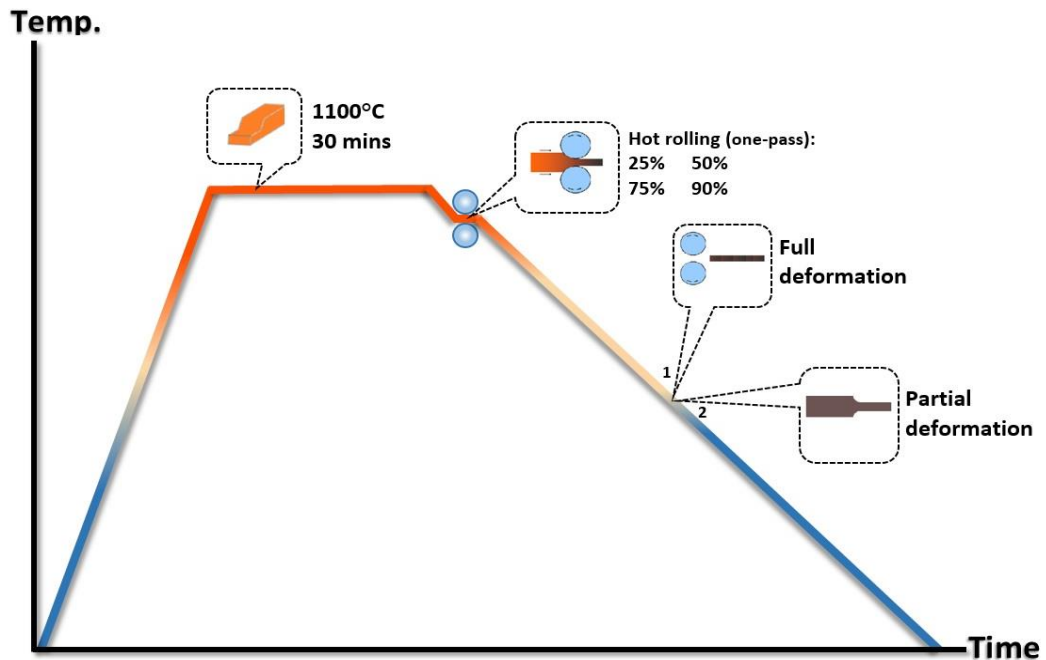 Temp.
1100°C
30 mins
Hot rolling (one-pass):
25% 50%
75% 90%
Full
deformation
1
2
Partial
deformation
Time